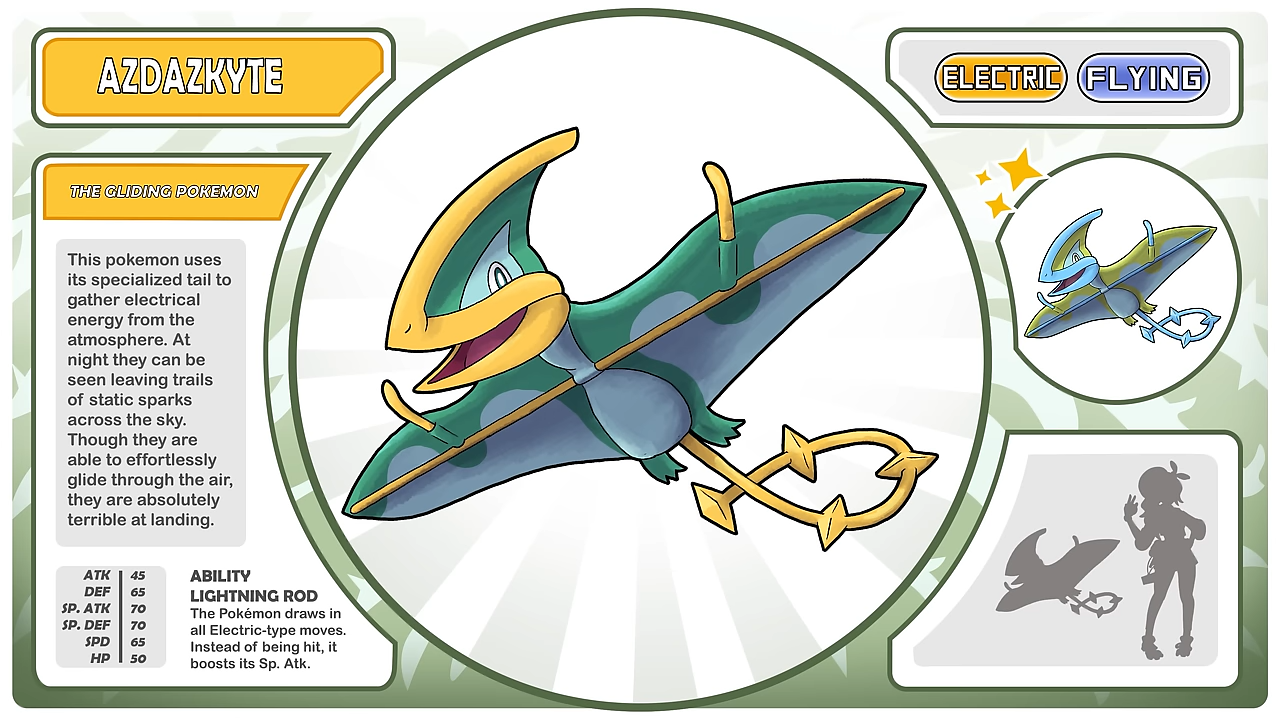 AZDAZKYTE
ELECTRIC FLYING
THE GLIDING POKEMON
This pokemon uses
its specialized tail to
gather electrical
energy from the
atmosphere. At
night they can be
seen leaving trails
of static sparks
across the sky.
Though they are
able to effortlessly
glide through the air,
they are absolutely
terrible at landing.
ATK 45
DEF 65
SP. ATK 70
SP. DEF 70
SPD 65
HP 50
ABILITY
LIGHTNING ROD
The Pokémon draws in
all Electric-type moves.
Instead of being hit, it
boosts its Sp. Atk.